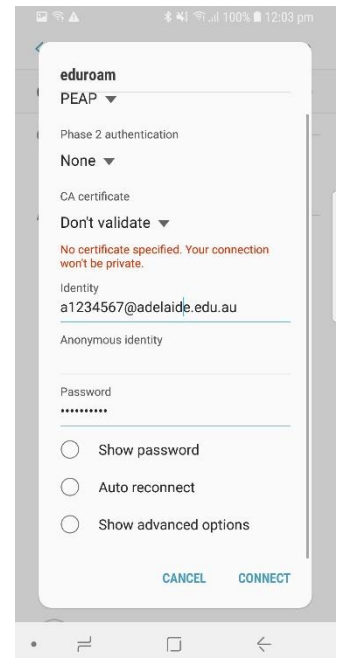 100% 12:03 pm
eduroam
PEAP
Phase 2 authentication
None
CA certificate
Don't validate
No certificate specified. Your connection
won't be private.
Identity
a1234567@adelaide.edu.au
Anonymous identity
Password
••••••••••
Show password
Auto reconnect
Show advanced options
CANCEL CONNECT